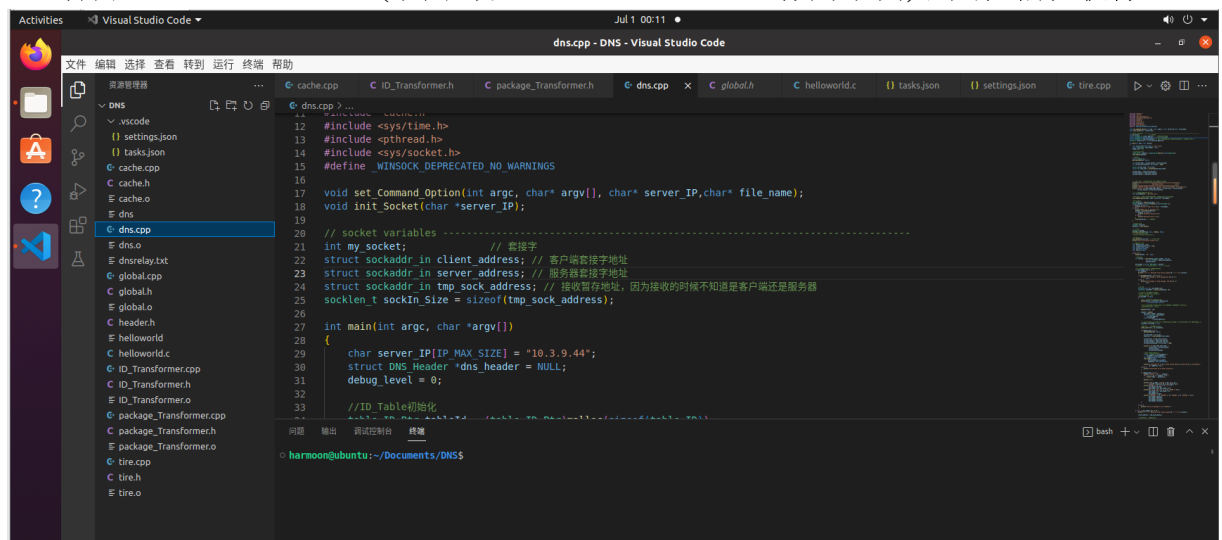 Activities
Visual Studio Code
Jul 1 00:11
dns.cpp - DNS - Visual Studio Code
文件 编辑 选择 查看 转到 运行 终端 帮助
资源管理器
DNS
.vscode
{} settings.json
{} tasks.json
cache.cpp
C cache.h
cache.o
dns
dns.cpp
dns.o
dnsrelay.txt
global.cpp
C global.h
global.o
C header.h
helloworld
C helloworld.c
ID_Transformer.cpp
C ID_Transformer.h
ID_Transformer.o
package_Transformer.cpp
C package_Transformer.h
package_Transformer.o
tire.cpp
C tire.h
tire.o
cache.cpp C ID_Transformer.h C package_Transformer.h dns.cpp C global.h C helloworld.c {} tasks.json {} settings.json tire.cpp
dns.cpp > ...
11 #include "cache.h"
12 #include <sys/time.h>
13 #include <pthread.h>
14 #include <sys/socket.h>
15 #define _WINSOCK_DEPRECATED_NO_WARNINGS
16
17 void set_Command_Option(int argc, char* argv[], char* server_IP,char* file_name);
18 void init_Socket(char *server_IP);
19
20 // socket variables --------------------------------------------------------------------------------
21 int my_socket; // 套接字
22 struct sockaddr_in client_address; // 客户端套接字地址
23 struct sockaddr_in server_address; // 服务器套接字地址
24 struct sockaddr_in tmp_sock_address; // 接收暂存地址，因为接收的时候不知道是客户端还是服务器
25 socklen_t sockIn_Size = sizeof(tmp_sock_address);
26
27 int main(int argc, char *argv[])
28 {
29 char server_IP[IP_MAX_SIZE] = "10.3.9.44";
30 struct DNS_Header *dns_header = NULL;
31 debug_level = 0;
32
33 //ID_Table初始化
问题 输出 调试控制台 终端
bash
harmoon@ubuntu:~/Documents/DNS$